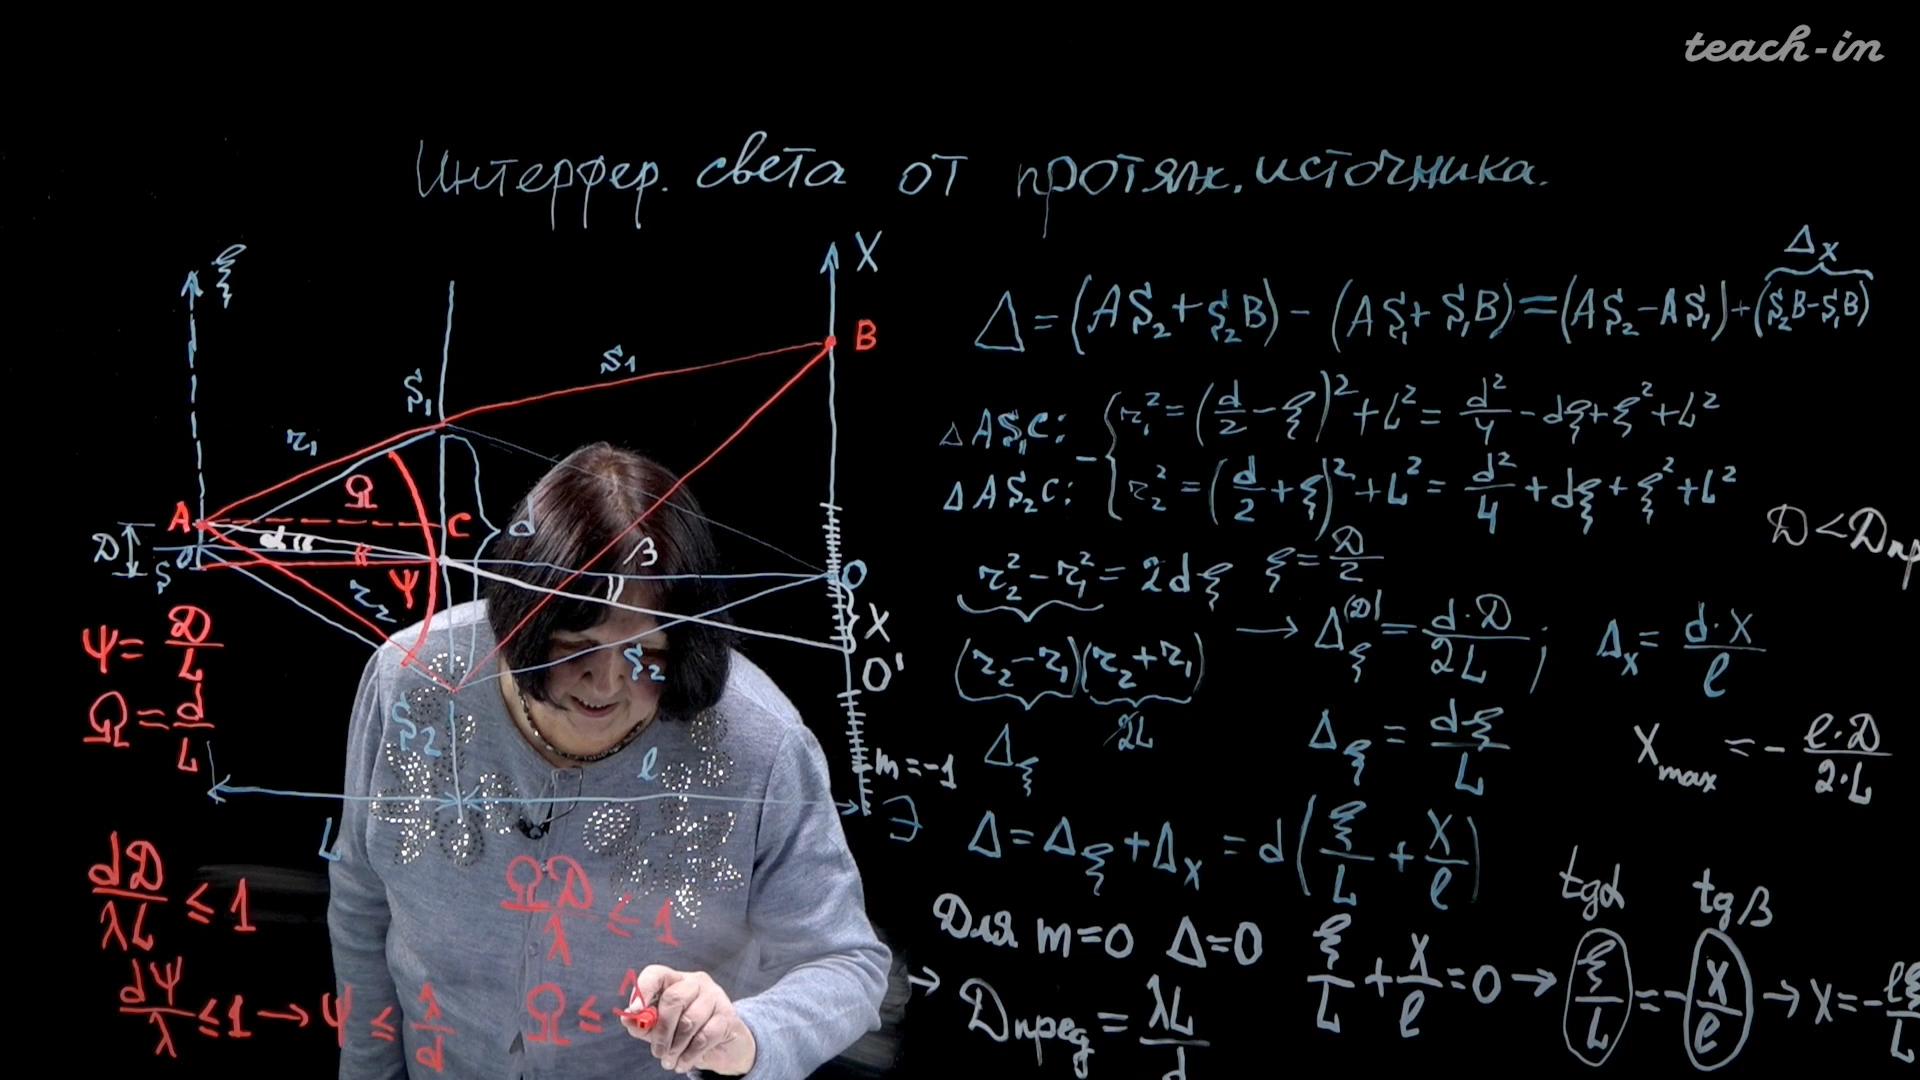 teach-in
Интерфер. света от протяж. источника.
ξ
X
B
S₁
S₁
r₁
Ω
A
C
d
D
α
O
S
Ψ
r₂
β
O
X
O'
S₂
S₂
m=-1
L
l
Э
Ψ = D/L
Ω = d/L
dD/λL ≤ 1
dΨ/λ ≤ 1 → Ψ ≤ λ/d
ΩD/λ ≤ 1
Ω ≤ λ
Δx
Δ = (AS₂ + S₂B) - (AS₁ + S₁B) = (AS₂ - AS₁) + (S₂B - S₁B)
ΔAS₁C: r₁² = (d/2 - ξ)² + L² = d²/4 - dξ + ξ² + L²
ΔAS₂C: r₂² = (d/2 + ξ)² + L² = d²/4 + dξ + ξ² + L²
D < Dпр
r₂² - r₁² = 2dξ ξ = D/2
(r₂ - r₁)(r₂ + r₁) → Δξ⁽ᴰ⁾ = d·D/2L ; Δx = d·X/l
Δξ 2L Δξ = dξ/L
Xmax = - l·D/2·L
Δ = Δξ + Δx = d(ξ/L + X/l)
tgα tgβ
Для m=0 Δ=0 ξ/L + X/l = 0 → ξ/L = - X/l → X = - lξ/L
→ Dпред = λL/d